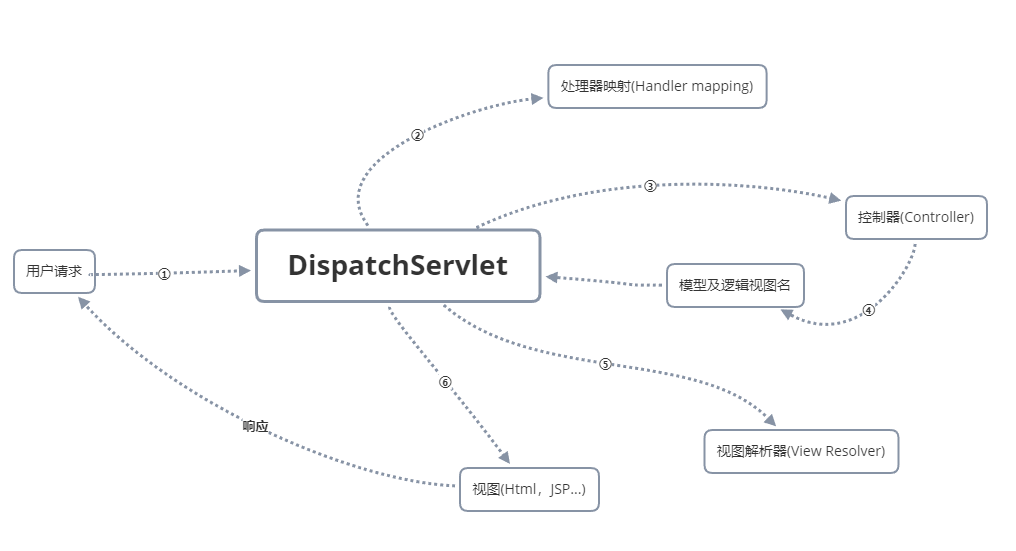 处理器映射(Handler mapping)
②
③
控制器(Controller)
DispatchServlet
用户请求
①
模型及逻辑视图名
④
⑤
⑥
响应
视图解析器(View Resolver)
视图(Html，JSP...)